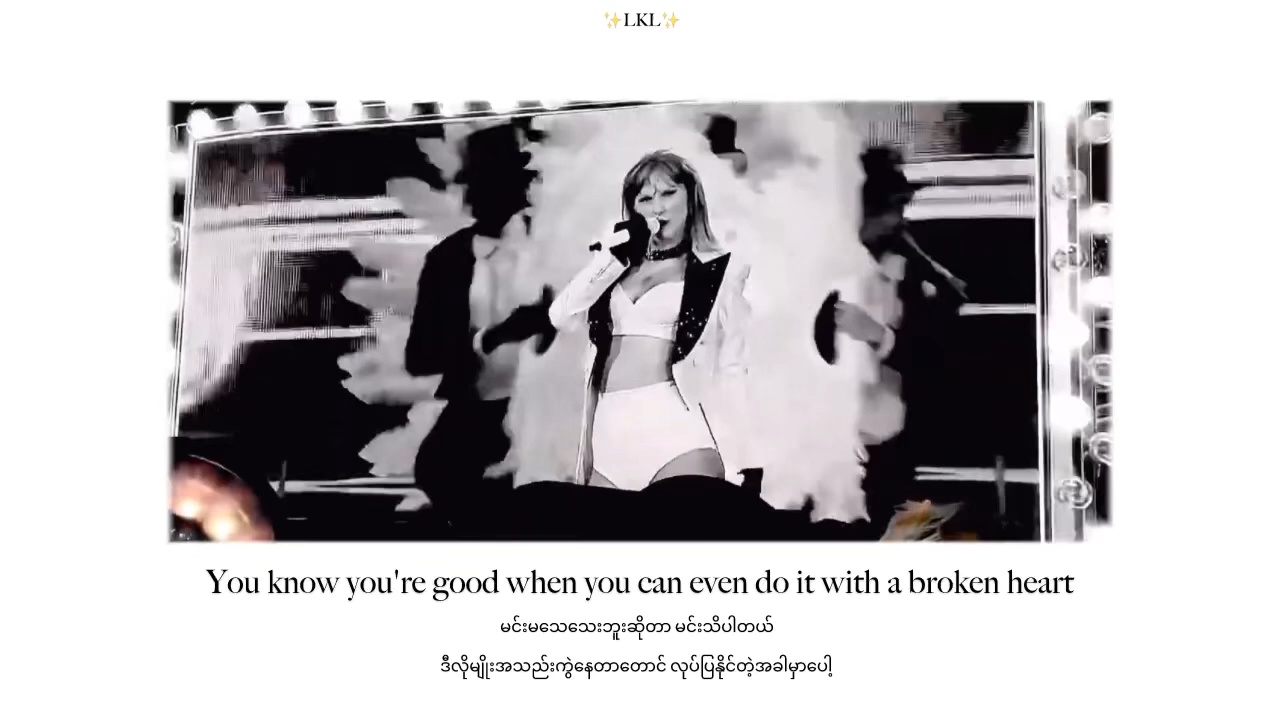 ✨LKL✨
You know you're good when you can even do it with a broken heart
မင်းမသေသေးဘူးဆိုတာ မင်းသိပါတယ်
ဒီလိုမျိုးအသည်းကွဲနေတာတောင် လုပ်ပြနိုင်တဲ့အခါမှာပေါ့